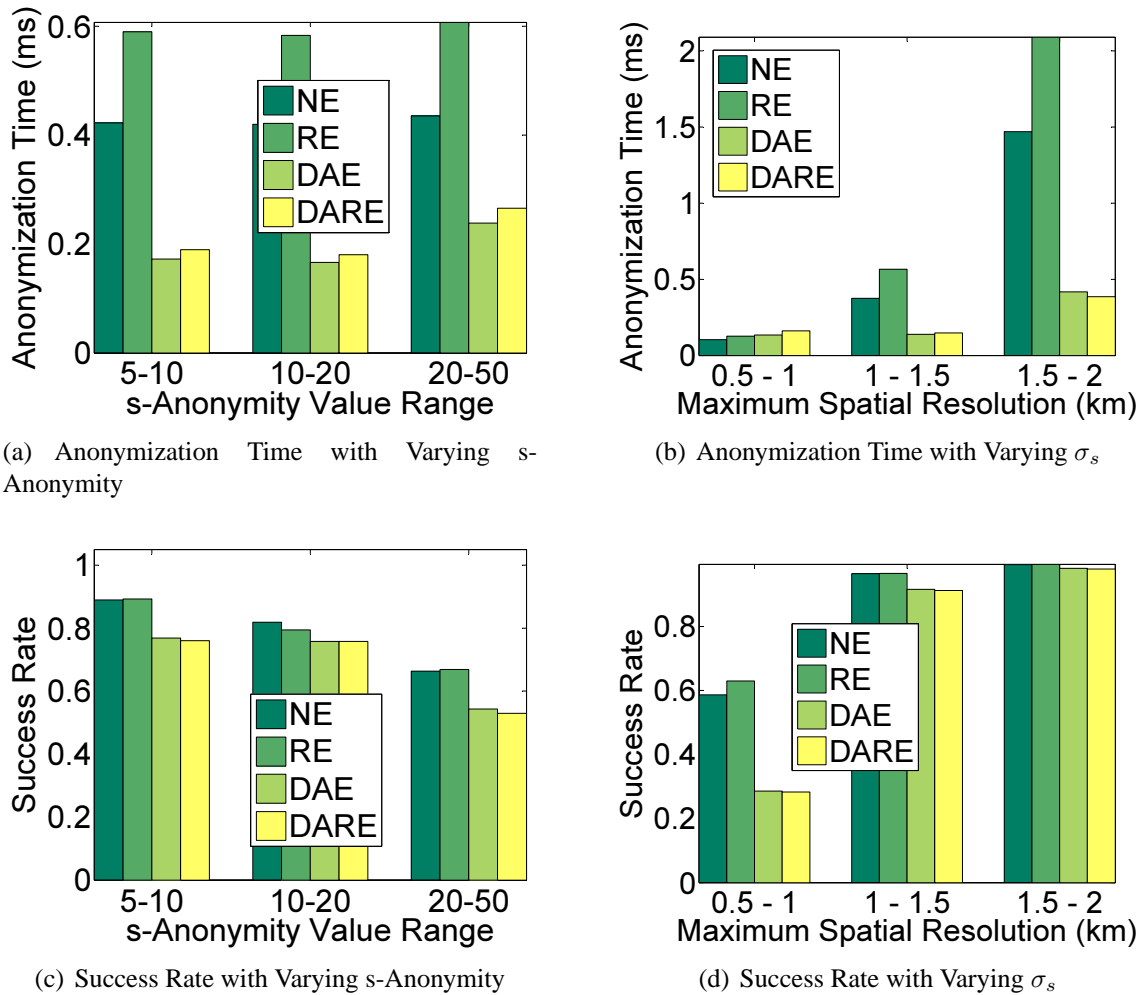 Anonymization Time (ms)
0.6
0.4
0.2
0
NE
RE
DAE
DARE
5-10 10-20 20-50
s-Anonymity Value Range
(a) Anonymization Time with Varying s-
Anonymity
Anonymization Time (ms)
2
1.5
1
0.5
0
NE
RE
DAE
DARE
0.5 - 1 1 - 1.5 1.5 - 2
Maximum Spatial Resolution (km)
(b) Anonymization Time with Varying σs
Success Rate
1
0.8
0.6
0.4
0.2
0
NE
RE
DAE
DARE
5-10 10-20 20-50
s-Anonymity Value Range
(c) Success Rate with Varying s-Anonymity
Success Rate
0.8
0.6
0.4
0.2
0
NE
RE
DAE
DARE
0.5 - 1 1 - 1.5 1.5 - 2
Maximum Spatial Resolution (km)
(d) Success Rate with Varying σs